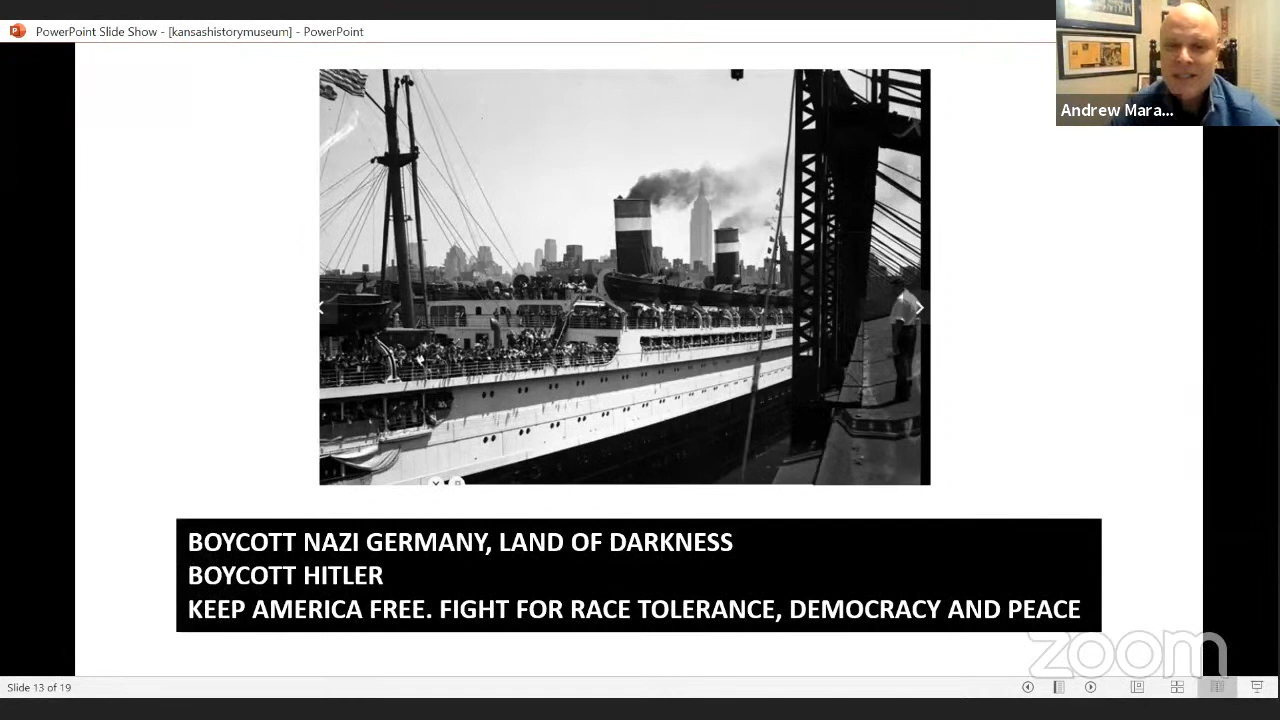 PowerPoint Slide Show - [kansashistorymuseum] - PowerPoint
Andrew Mara...
BOYCOTT NAZI GERMANY, LAND OF DARKNESS
BOYCOTT HITLER
KEEP AMERICA FREE. FIGHT FOR RACE TOLERANCE, DEMOCRACY AND PEACE
zoom
Slide 13 of 19